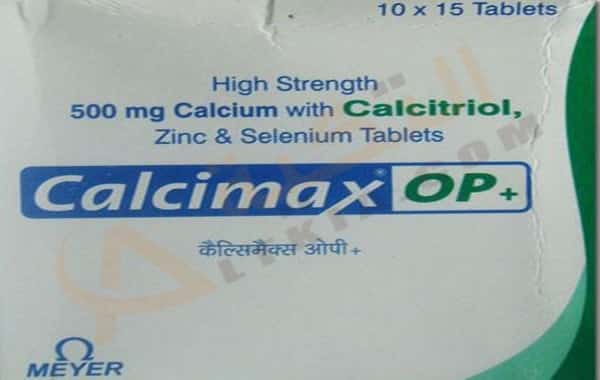 10 x 15 Tablets
High Strength
500 mg Calcium with Calcitriol,
Zinc & Selenium Tablets
Calcimax® OP+
कैल्सिमैक्स ओपी+
MEYER